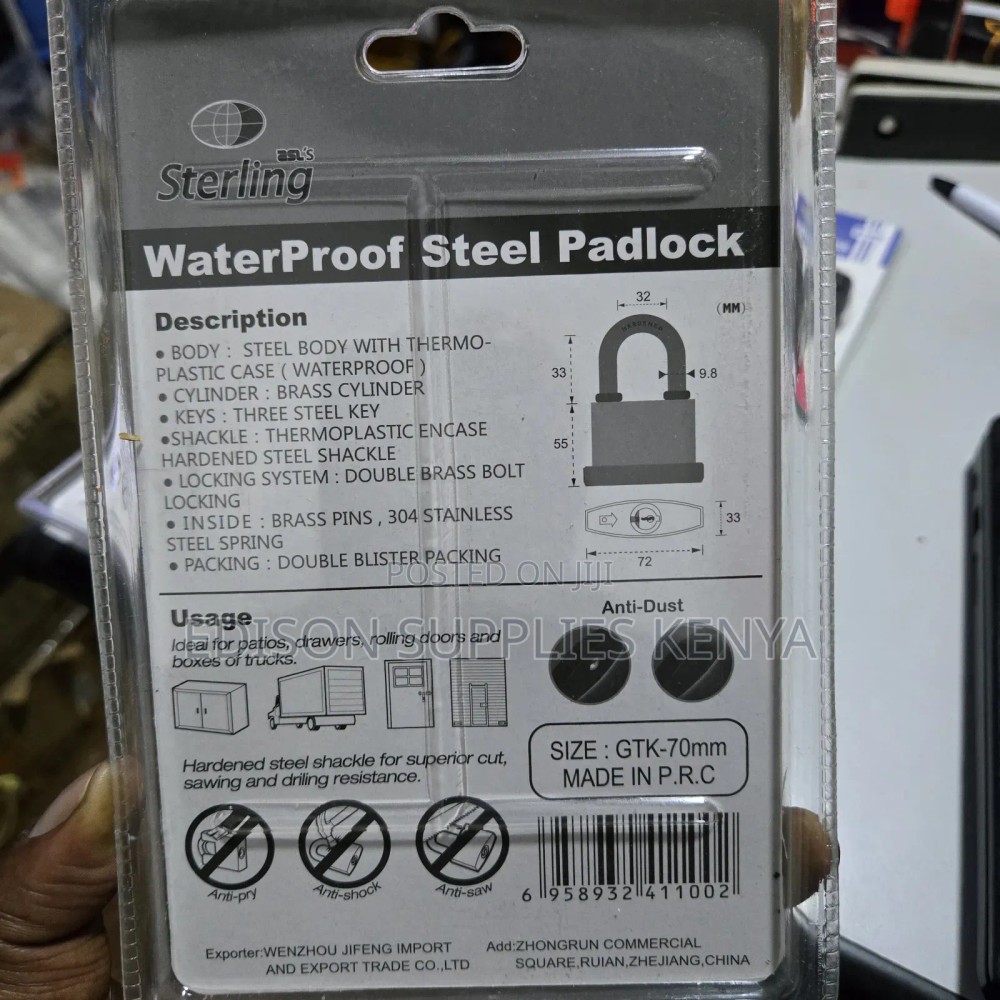 ASL'S
Sterling
WaterProof Steel Padlock
Description
• BODY : STEEL BODY WITH THERMO-
PLASTIC CASE ( WATERPROOF )
• CYLINDER : BRASS CYLINDER
• KEYS : THREE STEEL KEY
•SHACKLE : THERMOPLASTIC ENCASE
HARDENED STEEL SHACKLE
• LOCKING SYSTEM : DOUBLE BRASS BOLT
LOCKING
• INSIDE : BRASS PINS , 304 STAINLESS
STEEL SPRING
• PACKING : DOUBLE BLISTER PACKING
32
(MM)
33
9.8
55
HARDENED
33
72
POSTED ON JIJI
EDISON SUPPLIES KENYA
Usage
Ideal for patios, drawers, rolling doors and
boxes of trucks.
Anti-Dust
Hardened steel shackle for superior cut,
sawing and driling resistance.
SIZE : GTK-70mm
MADE IN P.R.C
Anti-pry
Anti-shock
Anti-saw
6 958932 411002
Exporter:WENZHOU JIFENG IMPORT
AND EXPORT TRADE CO.,LTD
Add:ZHONGRUN COMMERCIAL
SQUARE,RUIAN,ZHEJIANG,CHINA